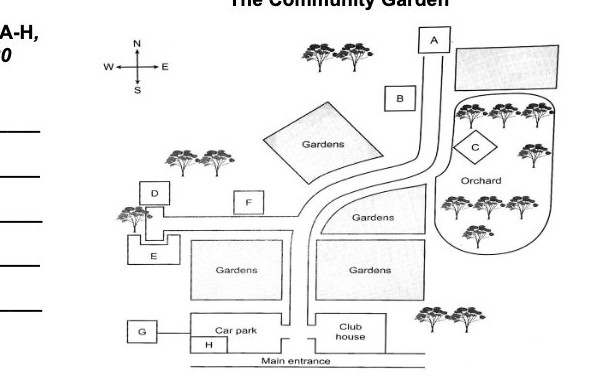 The Community Garden
A-H,
0
A
N
W E
S
B
Gardens
C
Orchard
D
F
Gardens
E
Gardens
Gardens
G
Car park
H
Club
house
Main entrance